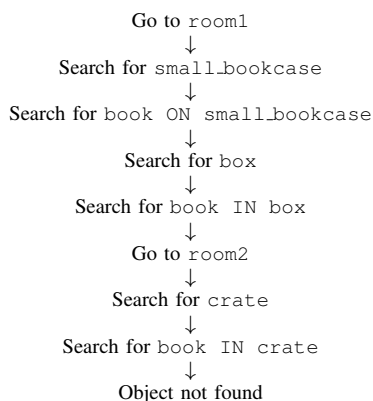 Go to room1
↓
Search for small_bookcase
↓
Search for book ON small_bookcase
↓
Search for box
↓
Search for book IN box
↓
Go to room2
↓
Search for crate
↓
Search for book IN crate
↓
Object not found